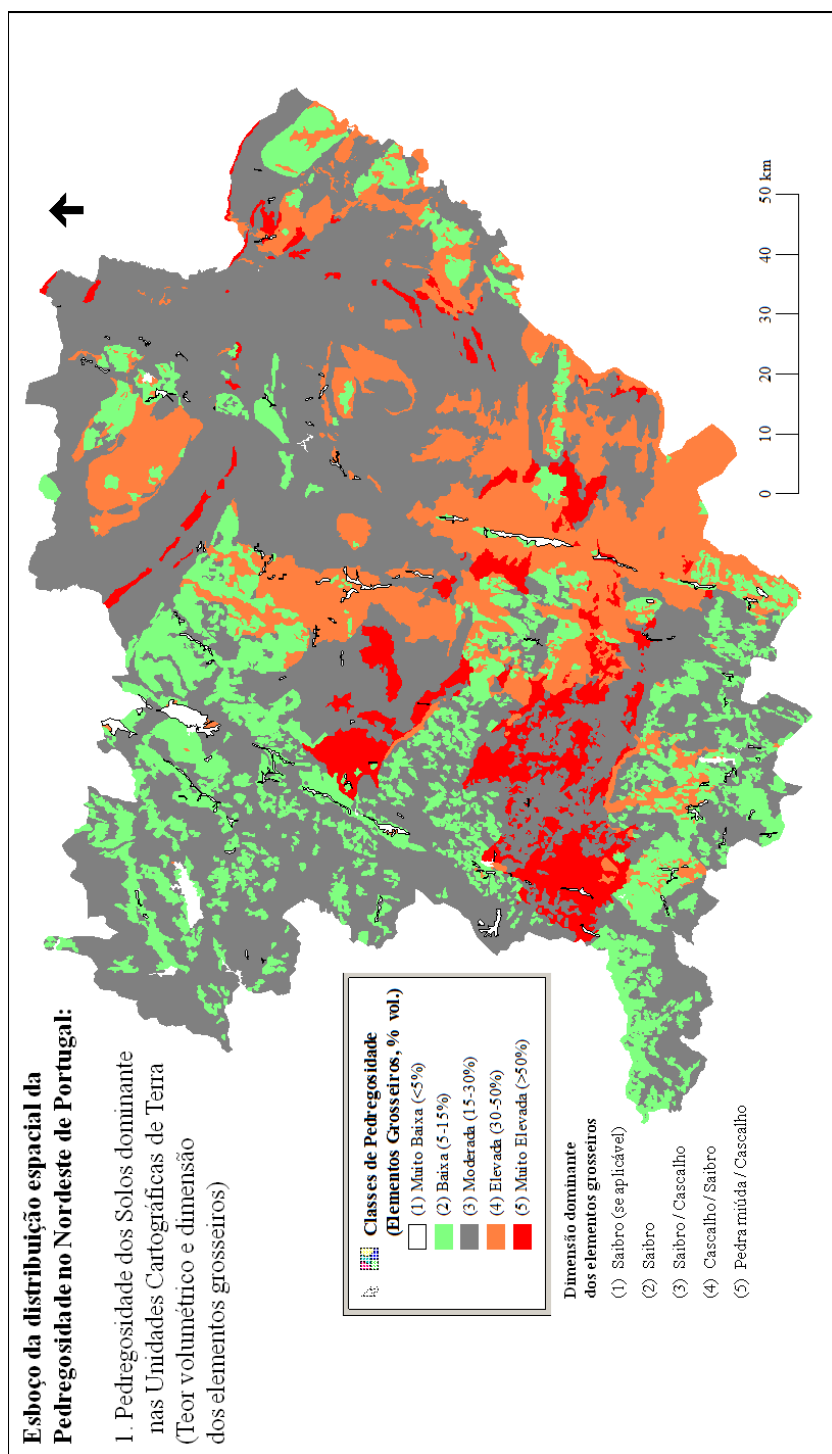 Esboço da distribuição espacial da
Pedregosidade no Nordeste de Portugal:
1. Pedregosidade dos Solos dominante
nas Unidades Cartográficas de Terra
(Teor volumétrico e dimensão
dos elementos grosseiros)
Classes de Pedregosidade
(Elementos Grosseiros, % vol.)
(1) Muito Baixa (<5%)
(2) Baixa (5-15%)
(3) Moderada (15-30%)
(4) Elevada (30-50%)
(5) Muito Elevada (>50%)
Dimensão dominante
dos elementos grosseiros
(1) Saibro (se aplicável)
(2) Saibro
(3) Saibro / Cascalho
(4) Cascalho / Saibro
(5) Pedra miúda / Cascalho
0 10 20 30 40 50 km